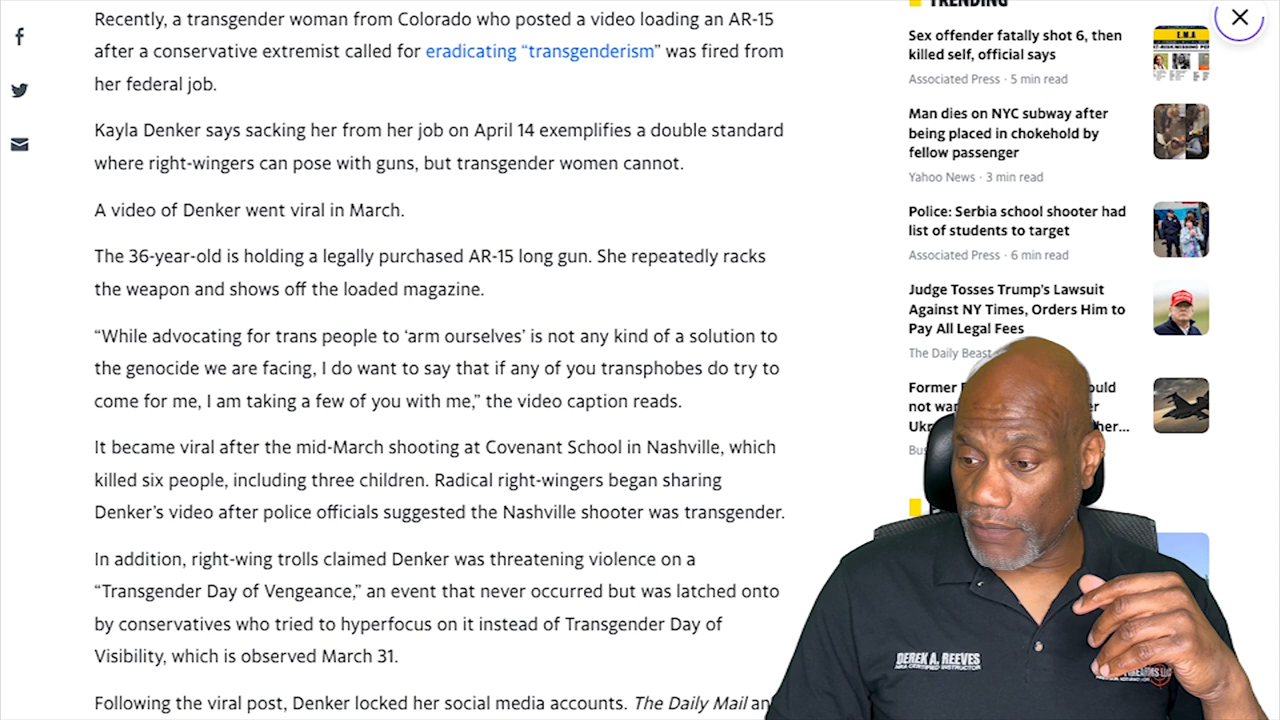 Recently, a transgender woman from Colorado who posted a video loading an AR-15
after a conservative extremist called for eradicating “transgenderism” was fired from
her federal job.
Kayla Denker says sacking her from her job on April 14 exemplifies a double standard
where right-wingers can pose with guns, but transgender women cannot.
A video of Denker went viral in March.
The 36-year-old is holding a legally purchased AR-15 long gun. She repeatedly racks
the weapon and shows off the loaded magazine.
“While advocating for trans people to ‘arm ourselves’ is not any kind of a solution to
the genocide we are facing, I do want to say that if any of you transphobes do try to
come for me, I am taking a few of you with me,” the video caption reads.
It became viral after the mid-March shooting at Covenant School in Nashville, which
killed six people, including three children. Radical right-wingers began sharing
Denker’s video after police officials suggested the Nashville shooter was transgender.
In addition, right-wing trolls claimed Denker was threatening violence on a
“Transgender Day of Vengeance,” an event that never occurred but was latched onto
by conservatives who tried to hyperfocus on it instead of Transgender Day of
Visibility, which is observed March 31.
Following the viral post, Denker locked her social media accounts. The Daily Mail an
TRENDING
Sex offender fatally shot 6, then
killed self, official says
Associated Press · 5 min read
Man dies on NYC subway after
being placed in chokehold by
fellow passenger
Yahoo News · 3 min read
Police: Serbia school shooter had
list of students to target
Associated Press · 6 min read
Judge Tosses Trump’s Lawsuit
Against NY Times, Orders Him to
Pay All Legal Fees
The Daily Beast
Former
not
E.M.A
DEREK A. REEVES
NRA CERTIFIED INSTRUCTOR